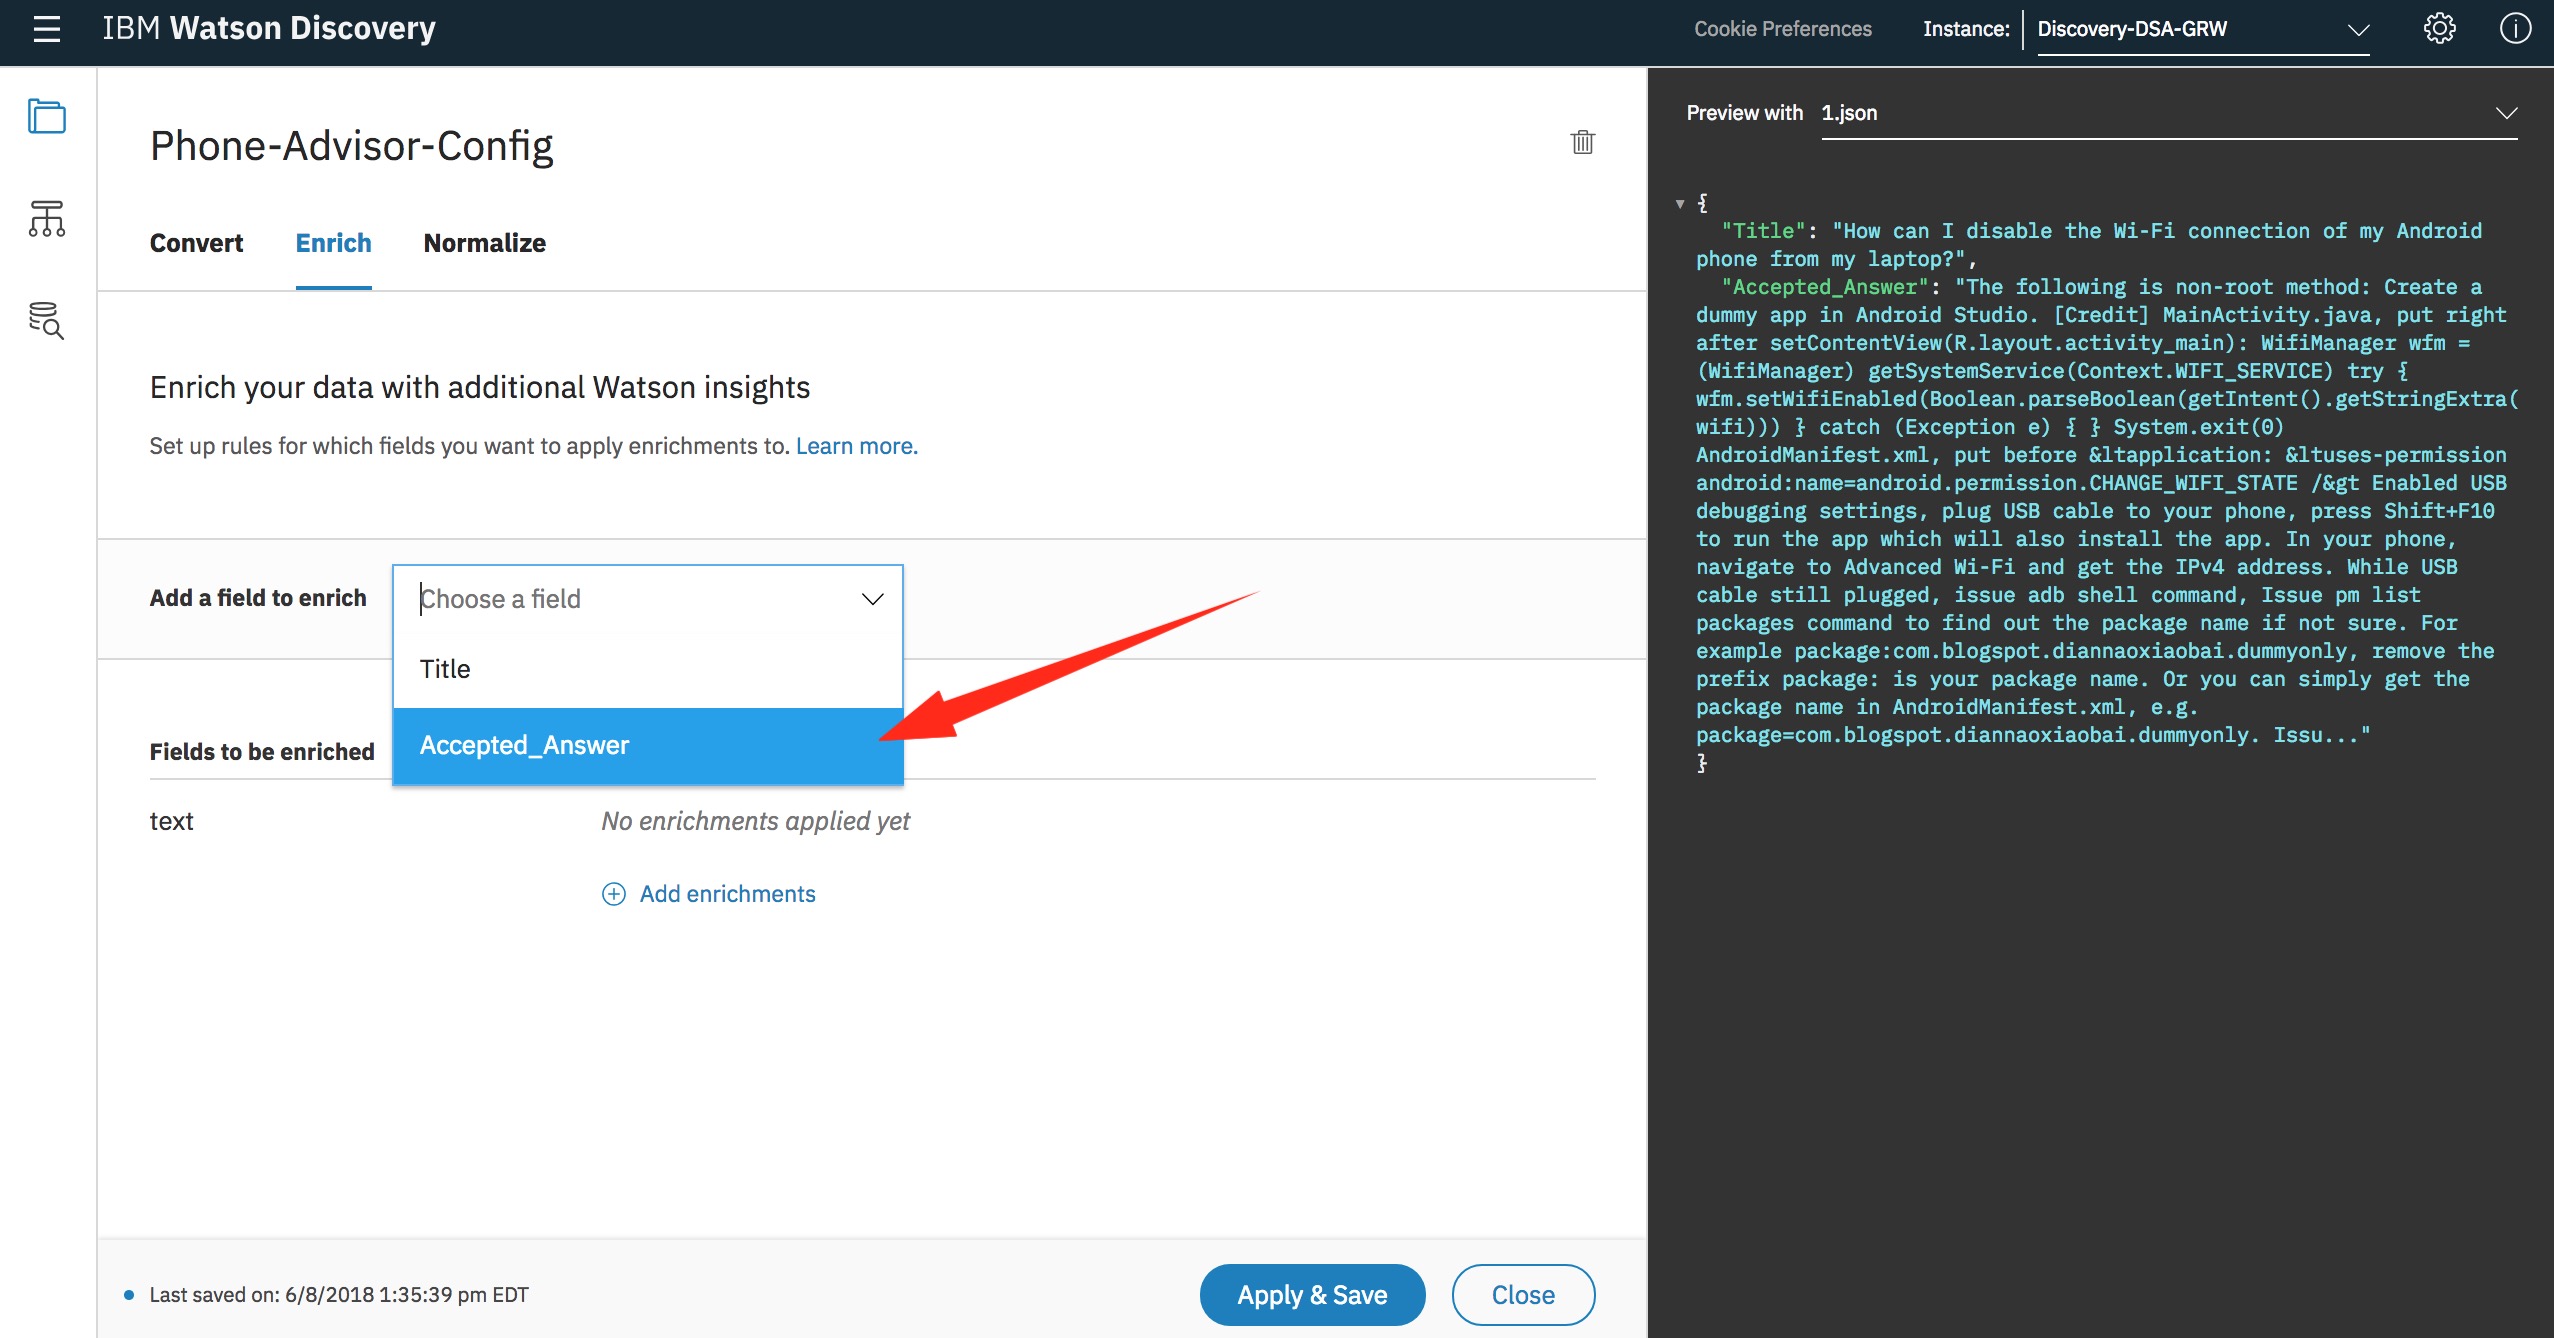 IBM Watson Discovery
Cookie Preferences
Instance:
Discovery-DSA-GRW
Phone-Advisor-Config
Convert
Enrich
Normalize
Enrich your data with additional Watson insights
Set up rules for which fields you want to apply enrichments to. Learn more.
Add a field to enrich
Choose a field
Title
Accepted_Answer
Fields to be enriched
text
No enrichments applied yet
Add enrichments
Last saved on: 6/8/2018 1:35:39 pm EDT
Apply & Save
Close
Preview with 1.json
{
"Title": "How can I disable the Wi-Fi connection of my Android
phone from my laptop?",
"Accepted_Answer": "The following is non-root method: Create a
dummy app in Android Studio. [Credit] MainActivity.java, put right
after setContentView(R.layout.activity_main): WifiManager wfm =
(WifiManager) getSystemService(Context.WIFI_SERVICE) try {
wfm.setWifiEnabled(Boolean.parseBoolean(getIntent().getStringExtra(
wifi))) } catch (Exception e) { } System.exit(0)
AndroidManifest.xml, put before &ltapplication: &ltuses-permission
android:name=android.permission.CHANGE_WIFI_STATE /&gt Enabled USB
debugging settings, plug USB cable to your phone, press Shift+F10
to run the app which will also install the app. In your phone,
navigate to Advanced Wi-Fi and get the IPv4 address. While USB
cable still plugged, issue adb shell command, Issue pm list
packages command to find out the package name if not sure. For
example package:com.blogspot.diannaoxiaobai.dummyonly, remove the
prefix package: is your package name. Or you can simply get the
package name in AndroidManifest.xml, e.g.
package=com.blogspot.diannaoxiaobai.dummyonly. Issu..."
}